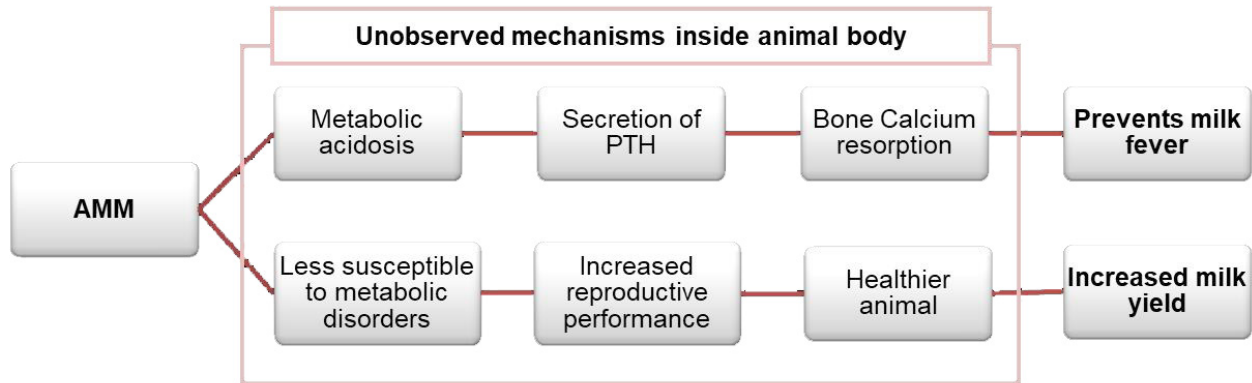 Unobserved mechanisms inside animal body
Metabolic
acidosis
Secretion of
PTH
Bone Calcium
resorption
Prevents milk
fever
AMM
Less susceptible
to metabolic
disorders
Increased
reproductive
performance
Healthier
animal
Increased milk
yield